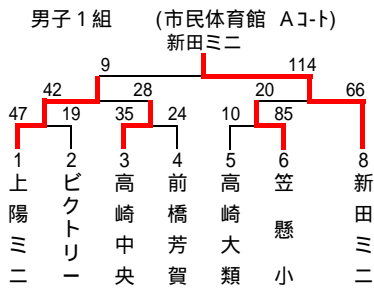 男子１組 (市民体育館 Aｺｰﾄ)
新田ミニ
9 114
42 28 20 66
47 19 35 24 10 85
1 2 3 4 5 6 8
上陽ミニ
ビクトリー
高崎中央
前橋芳賀
高崎大類
笠懸小
新田ミニ